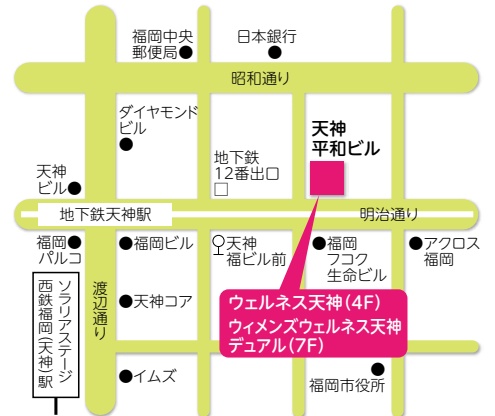 福岡中央
郵便局
日本銀行
昭和通り
ダイヤモンド
ビル
天神
平和ビル
地下鉄
12番出口
天神
ビル
地下鉄天神駅
明治通り
福岡
パルコ
福岡ビル
天神
福ビル前
福岡
フコク
生命ビル
アクロス
福岡
渡辺通り
ソラリアステージ
西鉄福岡(天神)駅
天神コア
ウェルネス天神(4F)
ウィメンズウェルネス天神
デュアル(7F)
イムズ
福岡市役所